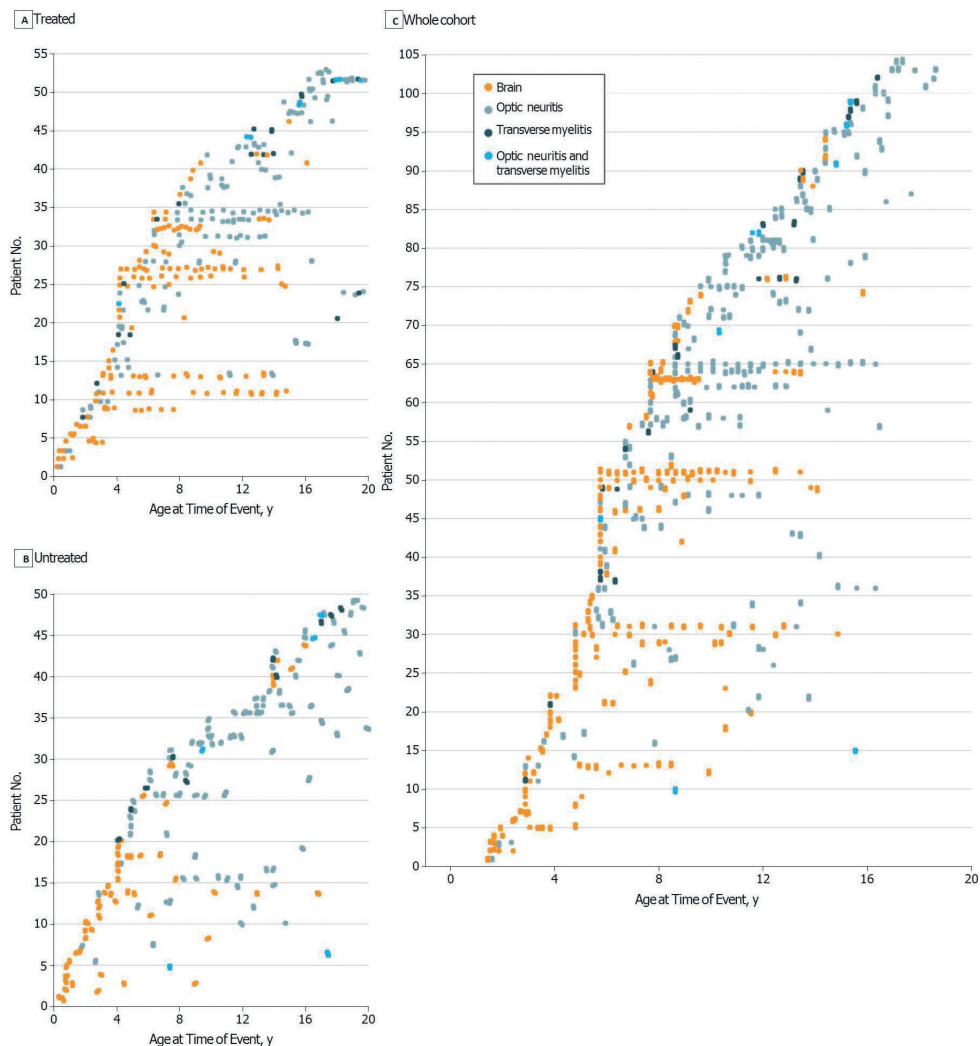 A Treated
55
50
45
40
35
30
25
20
15
10
5
0
Patient No.
0 4 8 12 16 20
Age at Time of Event, y
B Untreated
50
45
40
35
30
25
20
15
10
5
0
Patient No.
0 4 8 12 16 20
Age at Time of Event, y
C Whole cohort
105
100
95
90
85
80
75
70
65
60
55
50
45
40
35
30
25
20
15
10
5
0
Patient No.
0 4 8 12 16 20
Age at Time of Event, y
Brain
Optic neuritis
Transverse myelitis
Optic neuritis and
transverse myelitis